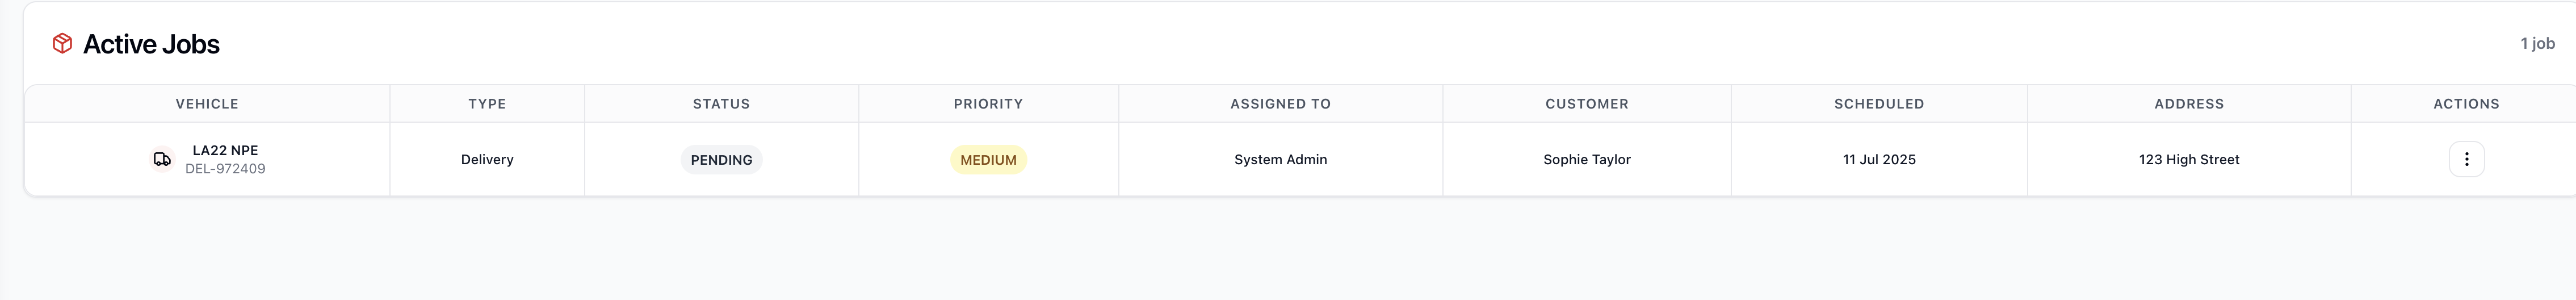 Active Jobs
1 job
VEHICLE TYPE STATUS PRIORITY ASSIGNED TO CUSTOMER SCHEDULED ADDRESS ACTIONS
LA22 NPE
DEL-972409
Delivery PENDING MEDIUM System Admin Sophie Taylor 11 Jul 2025 123 High Street